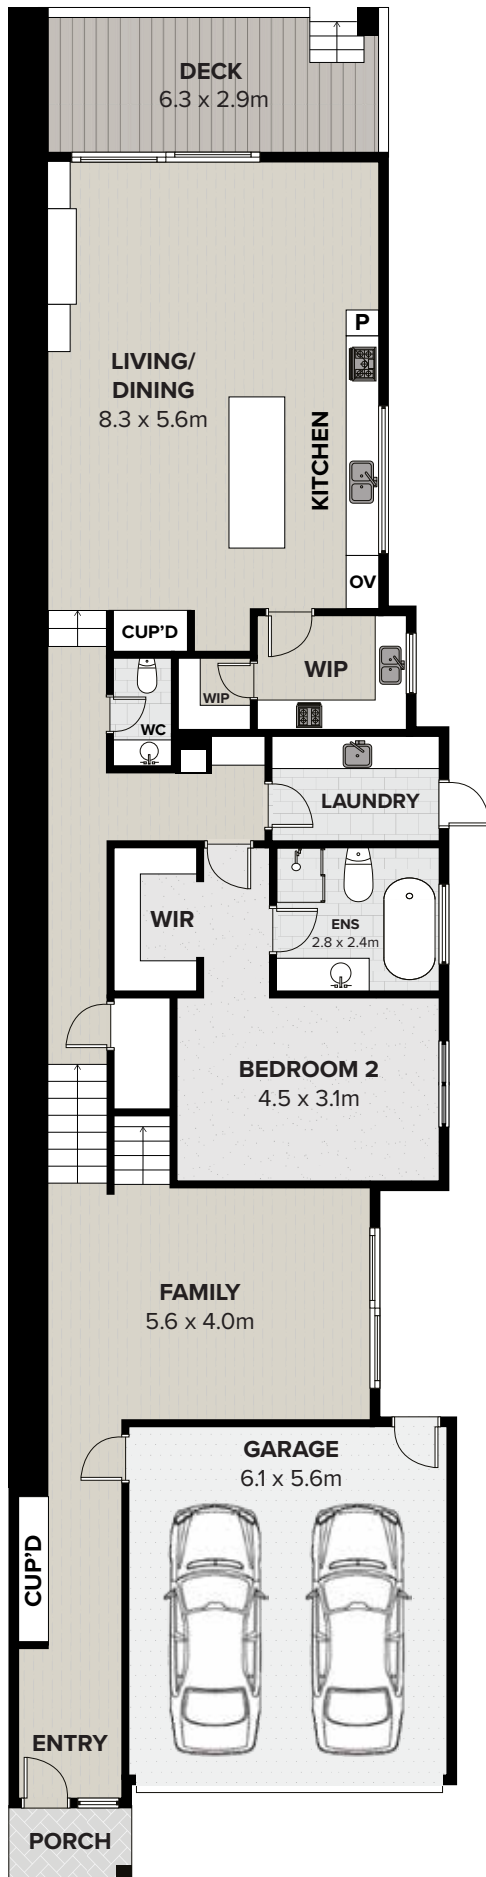 DECK
6.3 x 2.9m
P
LIVING/
DINING
8.3 x 5.6m
KITCHEN
OV
CUP'D
WIP
WIP
WC
LAUNDRY
WIR
ENS
2.8 x 2.4m
BEDROOM 2
4.5 x 3.1m
FAMILY
5.6 x 4.0m
GARAGE
6.1 x 5.6m
CUP'D
ENTRY
PORCH